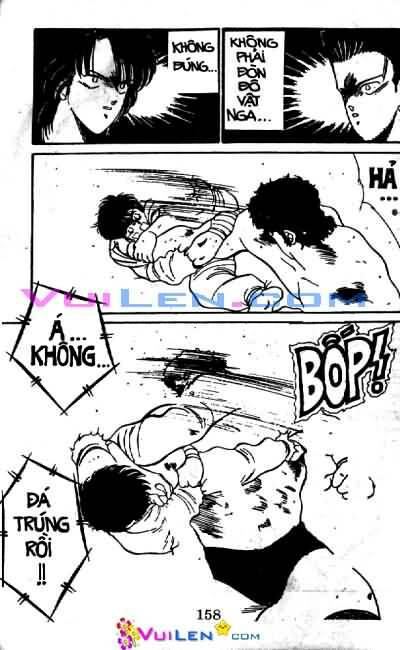 KHÔNG
ĐÚNG...
KHÔNG
PHẢI
ĐÒN
ĐÔ
VẬT
NGA...
HẢ
...
VUILEN.COM
Á...
KHÔNG...
BỐP!
ĐÁ
TRÚNG
RỒI
!!
158
VUILEN
.COM